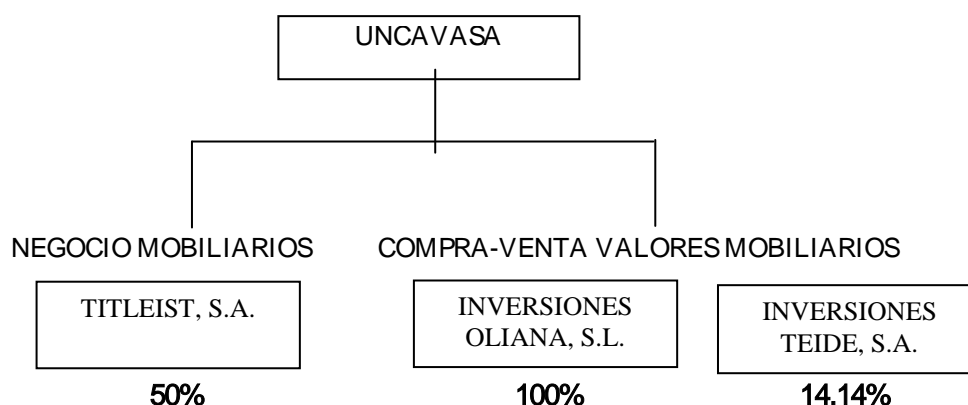 UNCAVASA
NEGOCIO MOBILIARIOS
COMPRA-VENTA VALORES MOBILIARIOS
TITLEIST, S.A.
INVERSIONES
OLIANA, S.L.
INVERSIONES
TEIDE, S.A.
50%
100%
14,14%